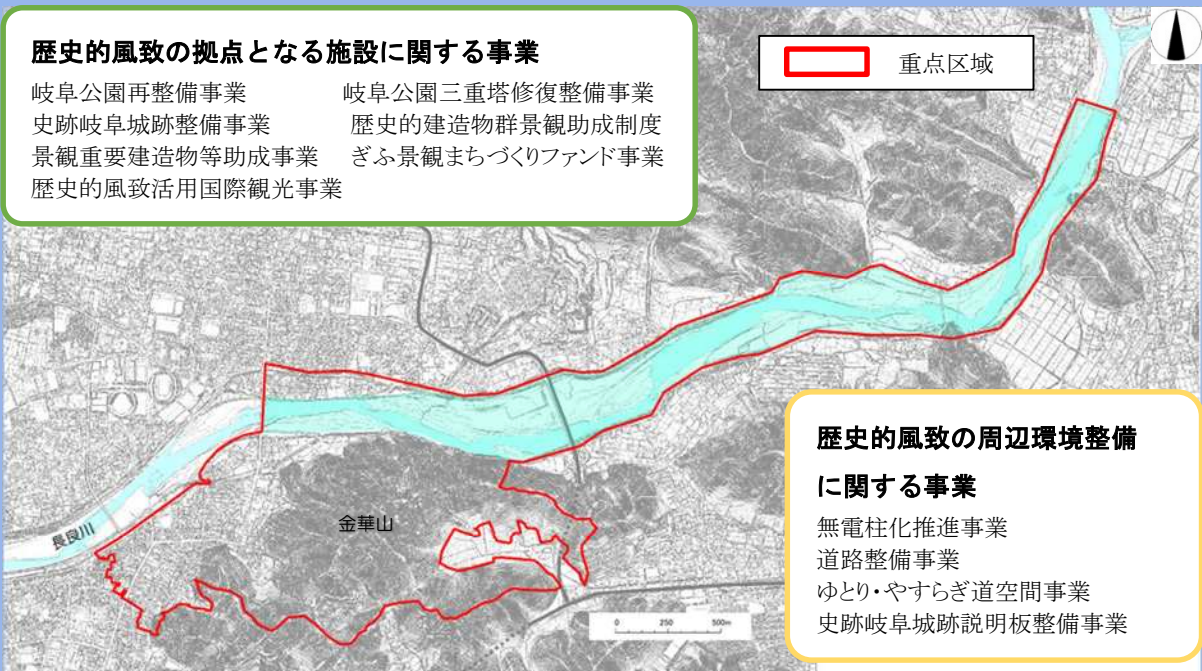 歴史的風致の拠点となる施設に関する事業
岐阜公園再整備事業 岐阜公園三重塔修復整備事業
史跡岐阜城跡整備事業 歴史的建造物群景観助成制度
景観重要建造物等助成事業 ぎふ景観まちづくりファンド事業
歴史的風致活用国際観光事業
重点区域
金華山
長良川
歴史的風致の周辺環境整備
に関する事業
無電柱化推進事業
道路整備事業
ゆとり・やすらぎ道空間事業
史跡岐阜城跡説明板整備事業
0 250 500m